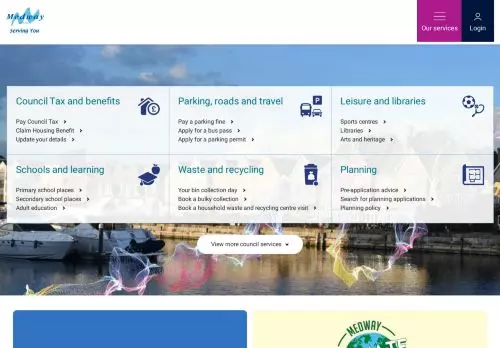 Medway
Serving You
Our services
Login
Council Tax and benefits
Pay Council Tax
Claim Housing Benefit
Update your details
Parking, roads and travel
Pay a parking fine
Apply for a bus pass
Apply for a parking permit
Leisure and libraries
Sports centres
Libraries
Arts and heritage
Schools and learning
Primary school places
Secondary school places
Adult education
Waste and recycling
Your bin collection day
Book a bulky collection
Book a household waste and recycling centre visit
Planning
Pre-application advice
Search for planning applications
Planning policy
View more council services
MEDWAY